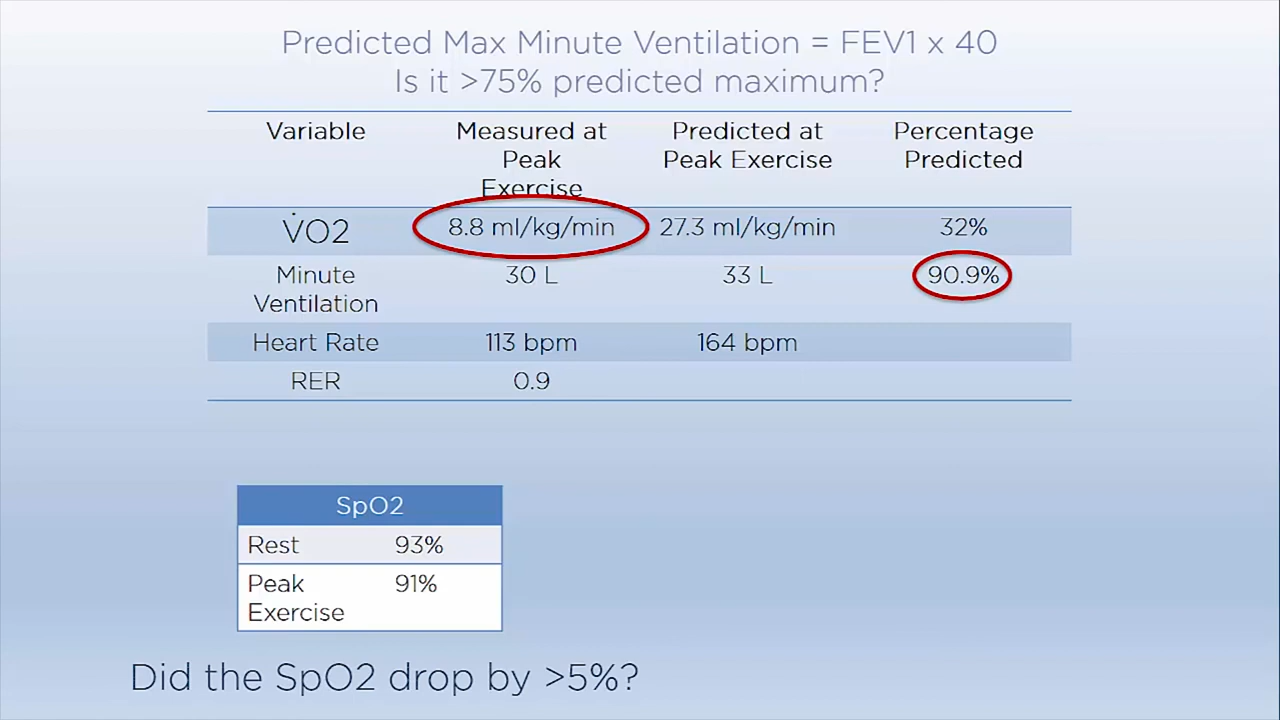 Predicted Max Minute Ventilation = FEV1 x 40
Is it >75% predicted maximum?
Variable Measured at Peak Exercise Predicted at Peak Exercise Percentage Predicted
V̇O2 8.8 ml/kg/min 27.3 ml/kg/min 32%
Minute Ventilation 30 L 33 L 90.9%
Heart Rate 113 bpm 164 bpm
RER 0.9
SpO2
Rest 93%
Peak Exercise 91%
Did the SpO2 drop by >5%?